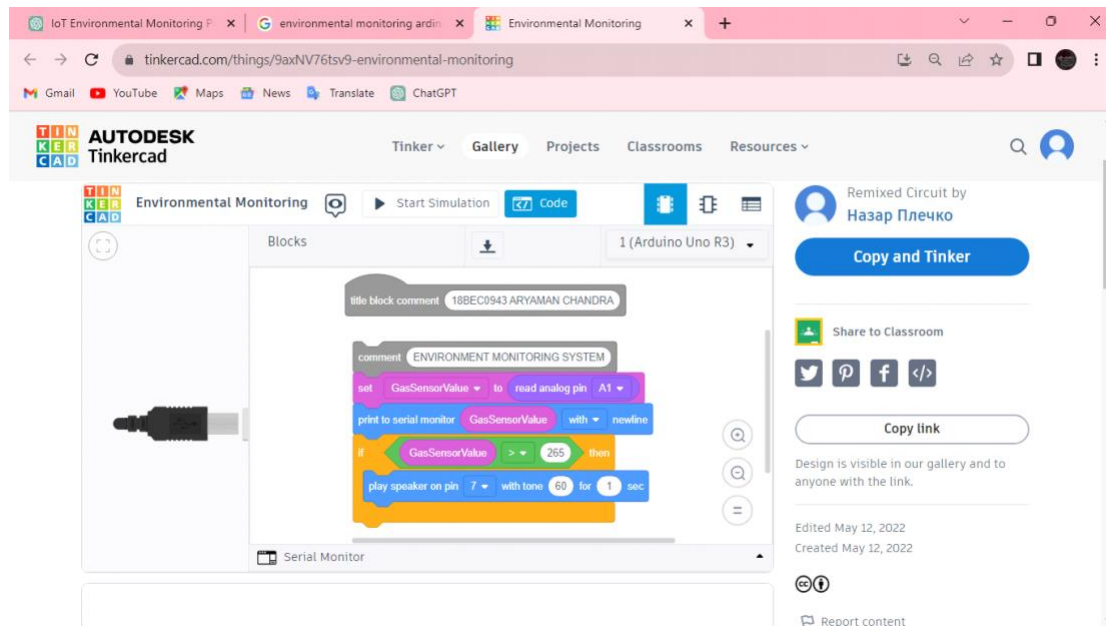 IoT Environmental Monitoring P
environmental monitoring ardin
Environmental Monitoring
tinkercad.com/things/9axNV76tsv9-environmental-monitoring
Gmail YouTube Maps News Translate ChatGPT
TINKERCAD
AUTODESK
Tinkercad
Tinker Gallery Projects Classrooms Resources
TINKERCAD
Environmental Monitoring Start Simulation Code
Blocks 1 (Arduino Uno R3)
title block comment 18BEC0943 ARYAMAN CHANDRA
comment ENVIRONMENT MONITORING SYSTEM
set GasSensorValue to read analog pin A1
print to serial monitor GasSensorValue with newline
if GasSensorValue > 265 then
play speaker on pin 7 with tone 60 for 1 sec
Serial Monitor
Remixed Circuit by
Назар Плечко
Copy and Tinker
Share to Classroom
Copy link
Design is visible in our gallery and to
anyone with the link.
Edited May 12, 2022
Created May 12, 2022
Report content